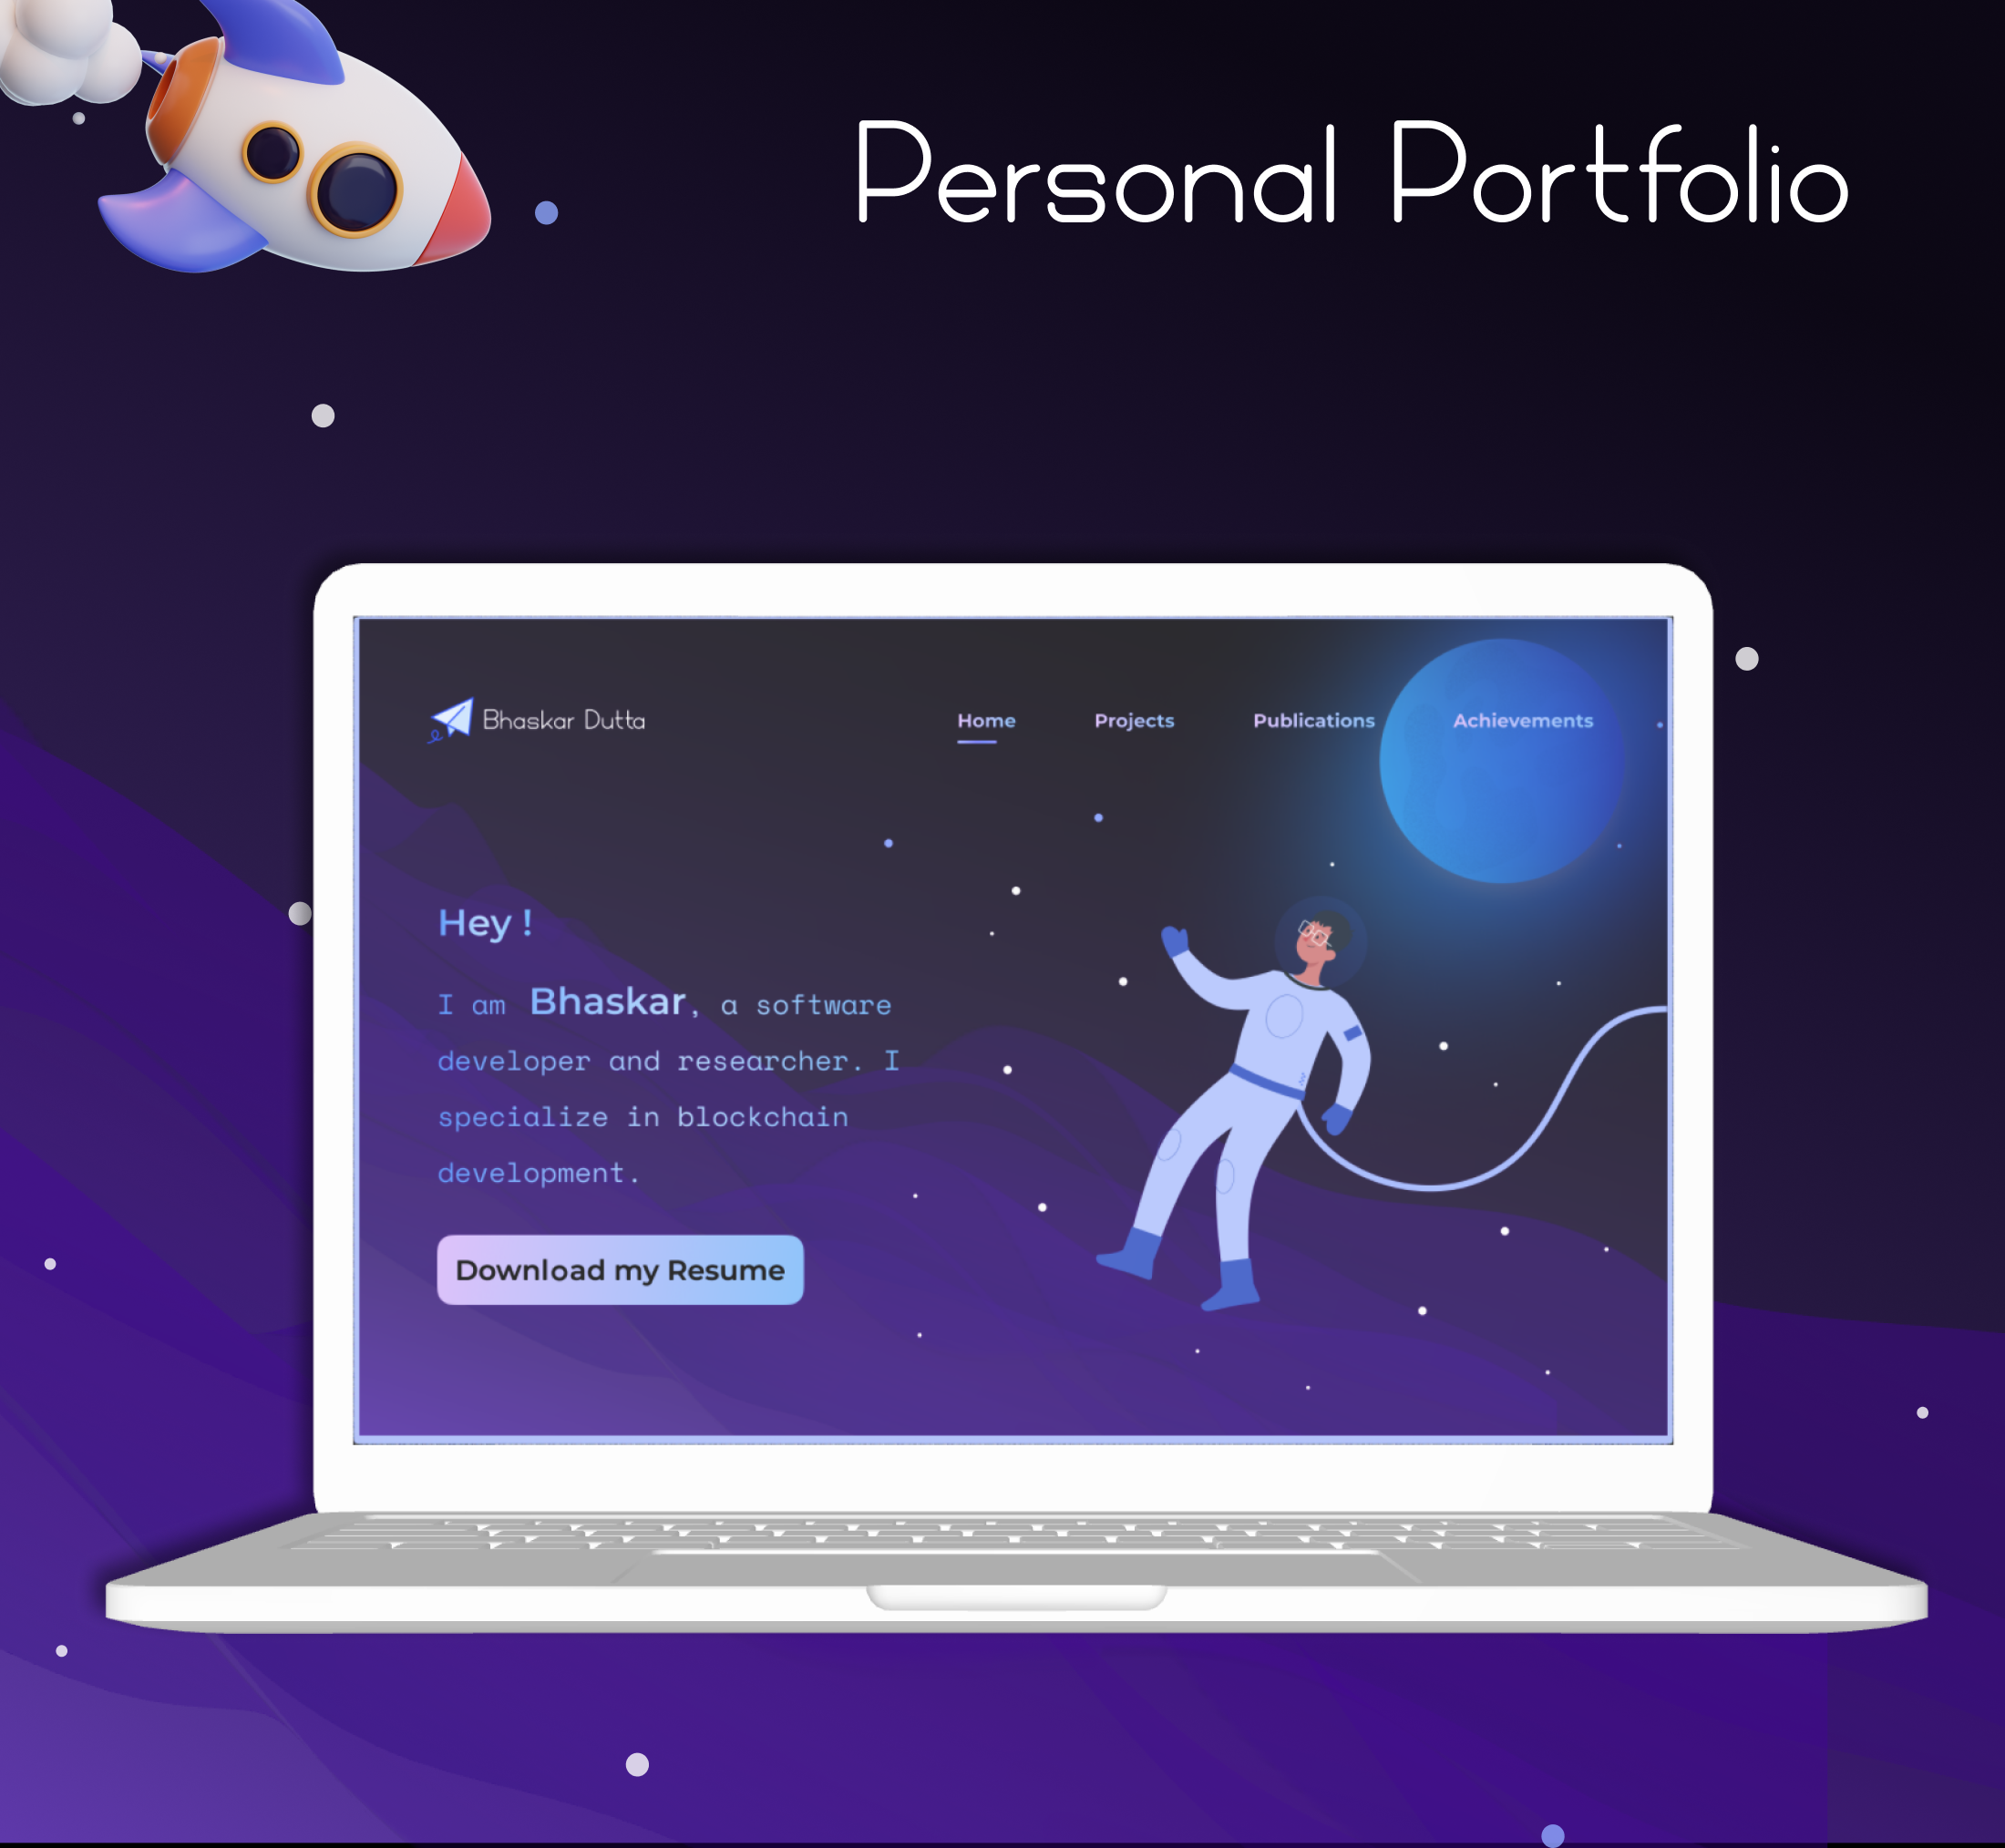 Personal Portfolio
Bhaskar Dutta
Home Projects Publications Achievements
Hey !
I am Bhaskar, a software
developer and researcher. I
specialize in blockchain
development.
Download my Resume